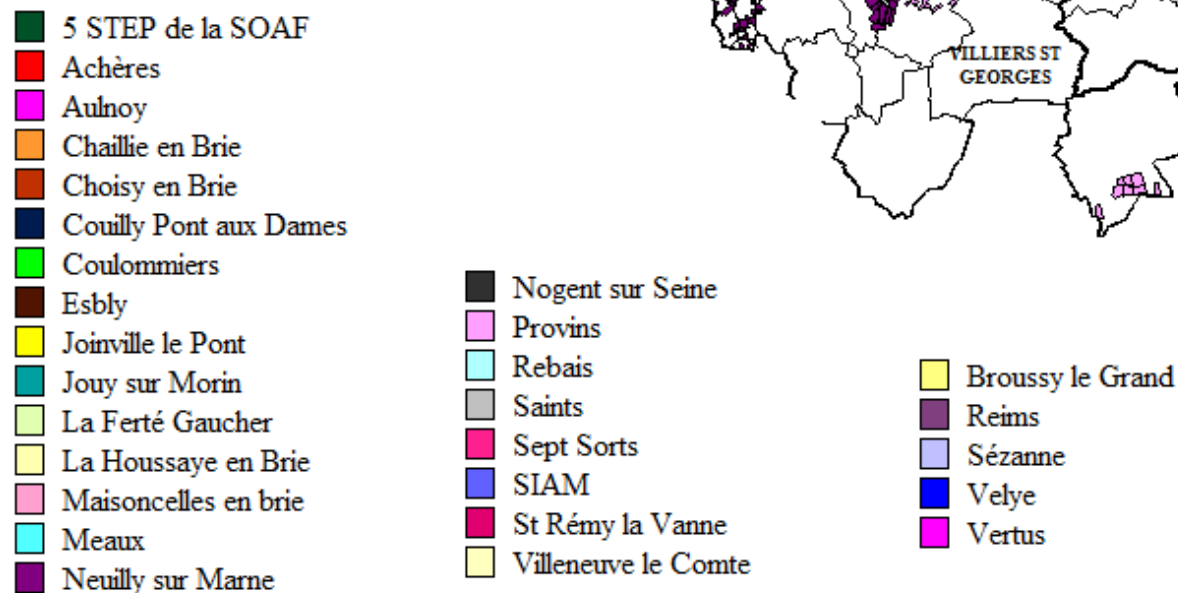 5 STEP de la SOAF
Achères
Aulnoy
Chaillie en Brie
Choisy en Brie
Couilly Pont aux Dames
Coulommiers
Esbly
Joinville le Pont
Jouy sur Morin
La Ferté Gaucher
La Houssaye en Brie
Maisoncelles en brie
Meaux
Neuilly sur Marne
VILLIERS ST
GEORGES
Nogent sur Seine
Provins
Rebais
Saints
Sept Sorts
SIAM
St Rémy la Vanne
Villeneuve le Comte
Broussy le Grand
Reims
Sézanne
Velye
Vertus